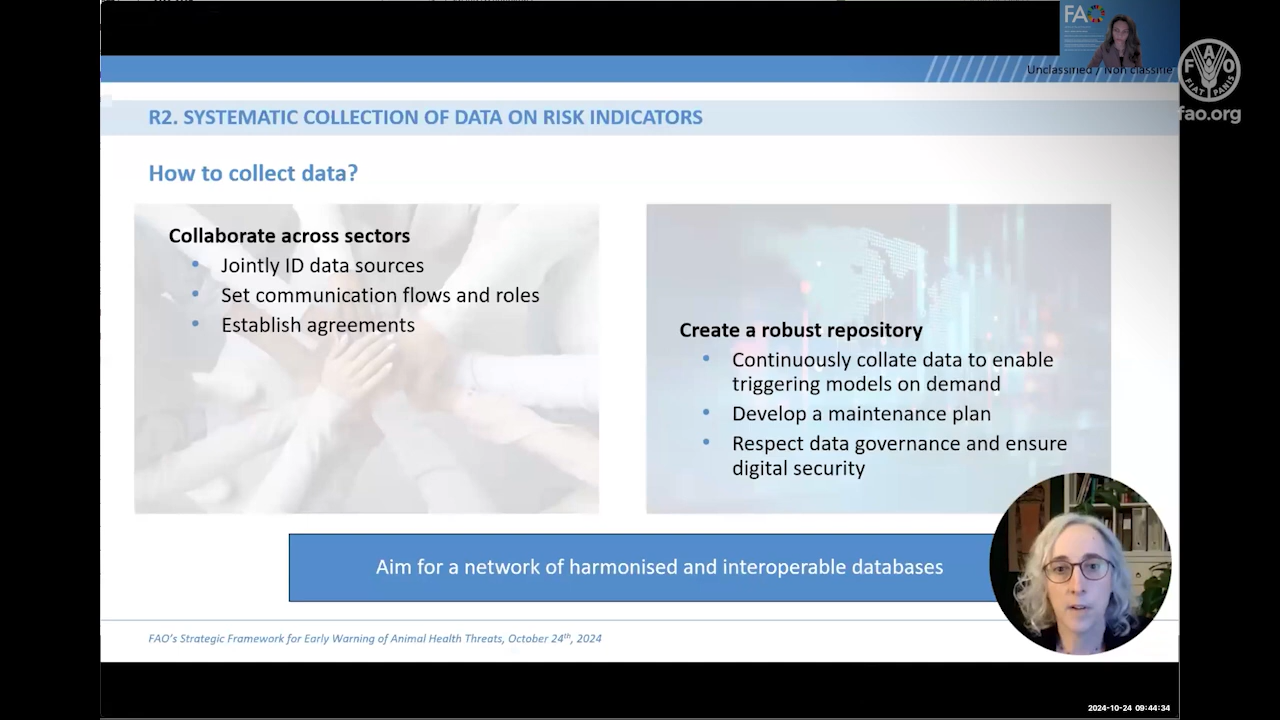 FAO
Unclassified / Non classifié
FAO
FIAT PANIS
fao.org
R2. SYSTEMATIC COLLECTION OF DATA ON RISK INDICATORS
How to collect data?
Collaborate across sectors
• Jointly ID data sources
• Set communication flows and roles
• Establish agreements
Create a robust repository
• Continuously collate data to enable
triggering models on demand
• Develop a maintenance plan
• Respect data governance and ensure
digital security
Aim for a network of harmonised and interoperable databases
FAO's Strategic Framework for Early Warning of Animal Health Threats, October 24th, 2024
2024-10-24 09:44:34